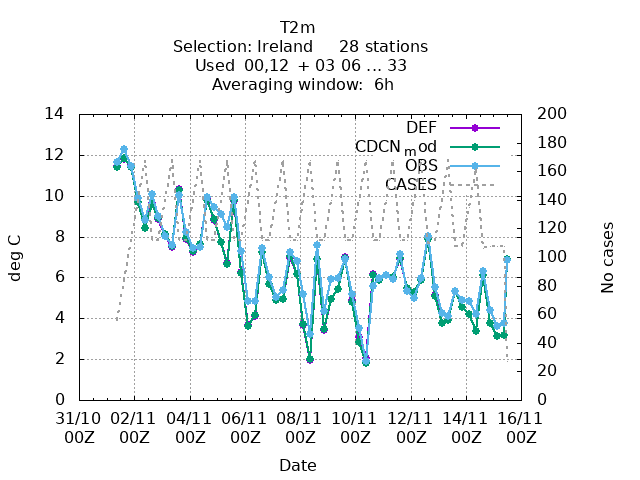 T2m
Selection: Ireland 28 stations
Used 00,12 + 03 06 ... 33
Averaging window: 6h
14 200
180
12
160
10
140
120
8
100
6
80
4
60
40
2
20
0 0
deg C
No cases
DEF
CDCN_mod
OBS
CASES
31/10 02/11 04/11 06/11 08/11 10/11 12/11 14/11 16/11
00Z 00Z 00Z 00Z 00Z 00Z 00Z 00Z 00Z
Date